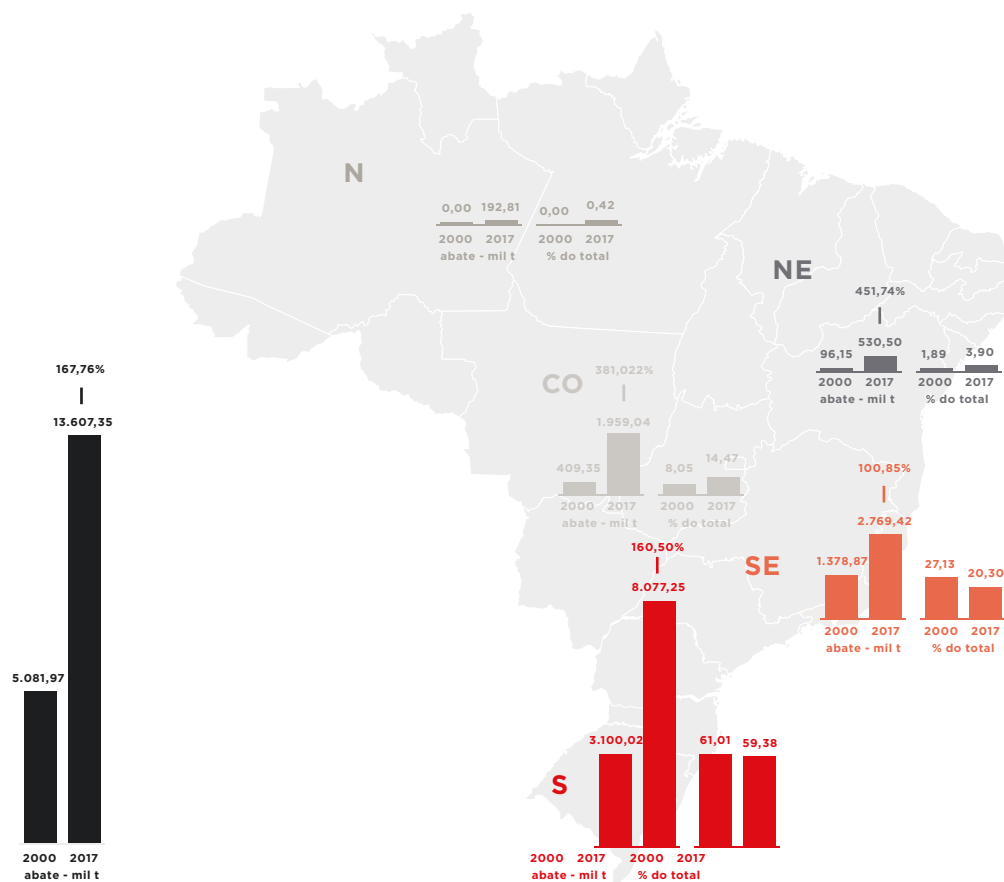 N
0,00 192,81 0,00 0,42
2000 2017 2000 2017
abate - mil t % do total
NE
451,74%
96,15 530,50 1,89 3,90
2000 2017 2000 2017
abate - mil t % do total
167,76%
13.607,35
5.081,97
2000 2017
abate - mil t
CO 381,022%
1.959,04
409,35 8,05 14,47
2000 2017 2000 2017
abate - mil t % do total
SE
100,85%
2.769,42
1.378,87 27,13 20,30
2000 2017 2000 2017
abate - mil t % do total
160,50%
8.077,25
3.100,02 61,01 59,38
S
2000 2017 2000 2017
abate - mil t % do total